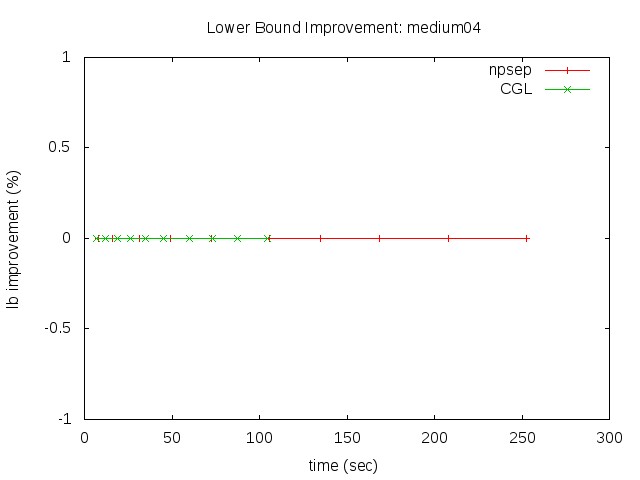 Lower Bound Improvement: medium04
npsep
CGL
lb improvement (%)
1
0.5
0
-0.5
-1
0 50 100 150 200 250 300
time (sec)